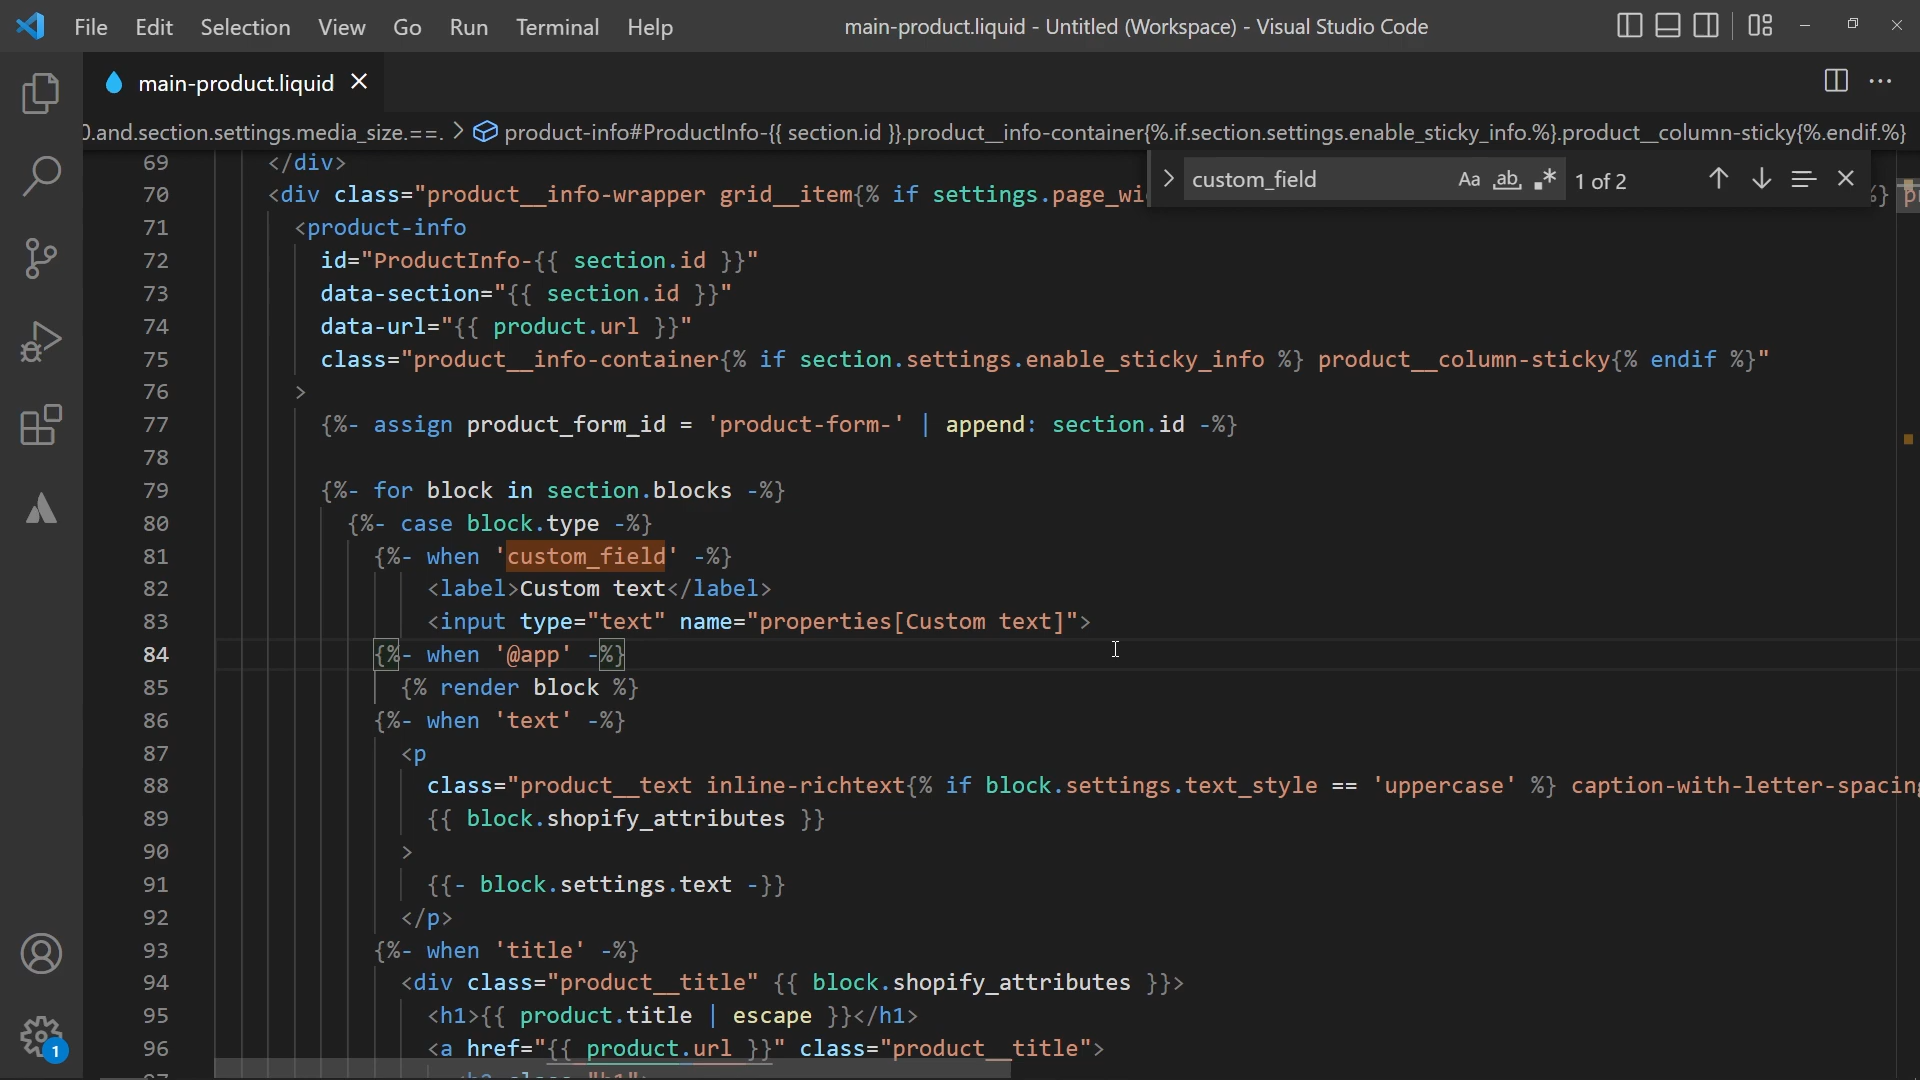 File Edit Selection View Go Run Terminal Help main-product.liquid - Untitled (Workspace) - Visual Studio Code
main-product.liquid
.and.section.settings.media_size.==. > product-info#ProductInfo-{{ section.id }}.product__info-container{%.if.section.settings.enable_sticky_info.%}.product__column-sticky{%.endif.%}
custom_field Aa ab 1 of 2
69 </div>
70 <div class="product__info-wrapper grid__item{% if settings.page_wi %}
71 <product-info
72 id="ProductInfo-{{ section.id }}"
73 data-section="{{ section.id }}"
74 data-url="{{ product.url }}"
75 class="product__info-container{% if section.settings.enable_sticky_info %} product__column-sticky{% endif %}"
76 >
77 {%- assign product_form_id = 'product-form-' | append: section.id -%}
78
79 {%- for block in section.blocks -%}
80 {%- case block.type -%}
81 {%- when 'custom_field' -%}
82 <label>Custom text</label>
83 <input type="text" name="properties[Custom text]">
84 {%- when '@app' -%}
85 {% render block %}
86 {%- when 'text' -%}
87 <p
88 class="product__text inline-richtext{% if block.settings.text_style == 'uppercase' %} caption-with-letter-spacing
89 {{ block.shopify_attributes }}
90 >
91 {{- block.settings.text -}}
92 </p>
93 {%- when 'title' -%}
94 <div class="product__title" {{ block.shopify_attributes }}>
95 <h1>{{ product.title | escape }}</h1>
96 <a href="{{ product.url }}" class="product__title">
1